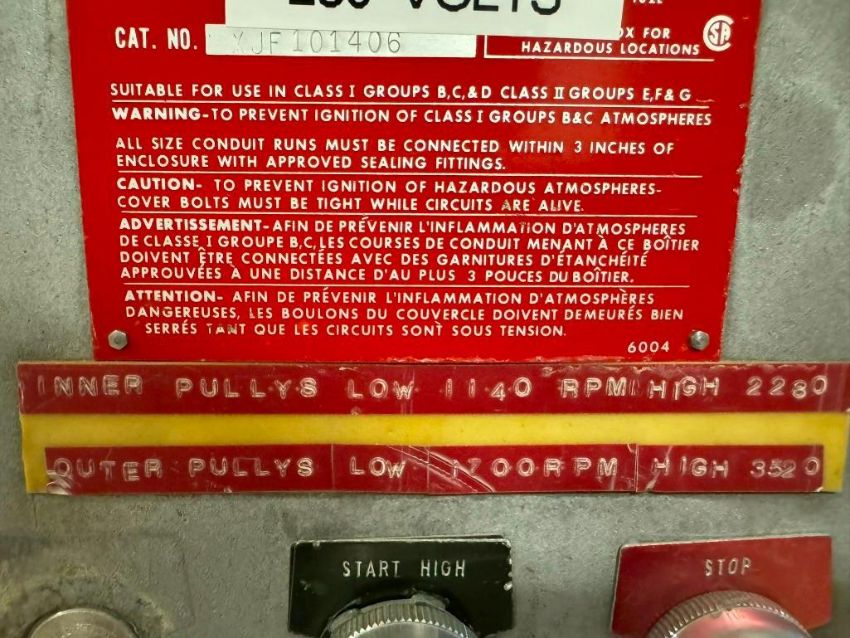 VOLTS
CAT. NO. XJF101406
FOR
HAZARDOUS LOCATIONS
SUITABLE FOR USE IN CLASS I GROUPS B,C,& D CLASS II GROUPS E,F & G
WARNING-TO PREVENT IGNITION OF CLASS I GROUPS B&C ATMOSPHERES
ALL SIZE CONDUIT RUNS MUST BE CONNECTED WITHIN 3 INCHES OF
ENCLOSURE WITH APPROVED SEALING FITTINGS.
CAUTION- TO PREVENT IGNITION OF HAZARDOUS ATMOSPHERES-
COVER BOLTS MUST BE TIGHT WHILE CIRCUITS ARE ALIVE.
ADVERTISSEMENT-AFIN DE PRÉVENIR L'INFLAMMATION D'ATMOSPHERES
DE CLASSE I GROUPE B,C, LES COURSES DE CONDUIT MENANT À CE BOÎTIER
DOIVENT ÊTRE CONNECTÉES AVEC DES GARNITURES D'ÉTANCHÉITÉ
APPROUVÉES À UNE DISTANCE D'AU PLUS 3 POUCES DU BOÎTIER.
ATTENTION- AFIN DE PRÉVENIR L'INFLAMMATION D'ATMOSPHÈRES
DANGEREUSES, LES BOULONS DU COUVERCLE DOIVENT DEMEURÉS BIEN
SERRÉS TANT QUE LES CIRCUITS SONT SOUS TENSION.
6004
INNER PULLYS LOW 1140 RPM HIGH 2280
OUTER PULLYS LOW 1700RPM HIGH 3520
START HIGH
STOP